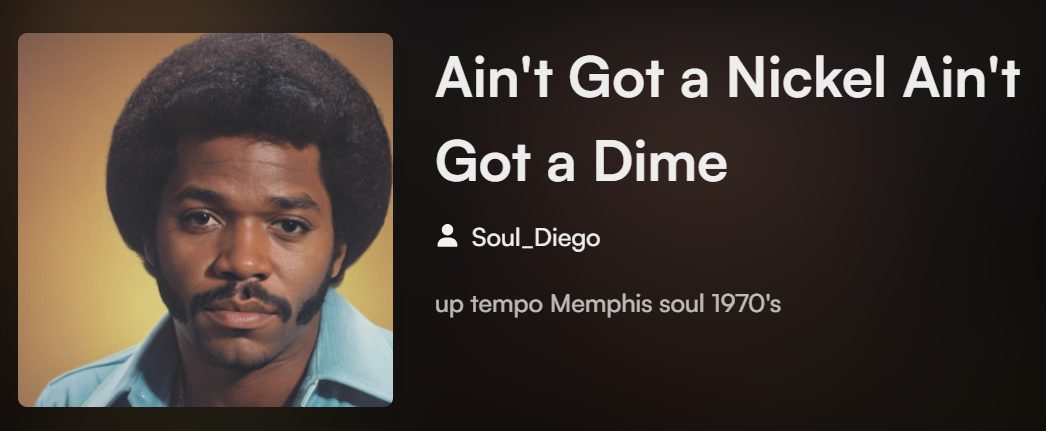 Ain't Got a Nickel Ain't
Got a Dime
Soul_Diego
up tempo Memphis soul 1970's